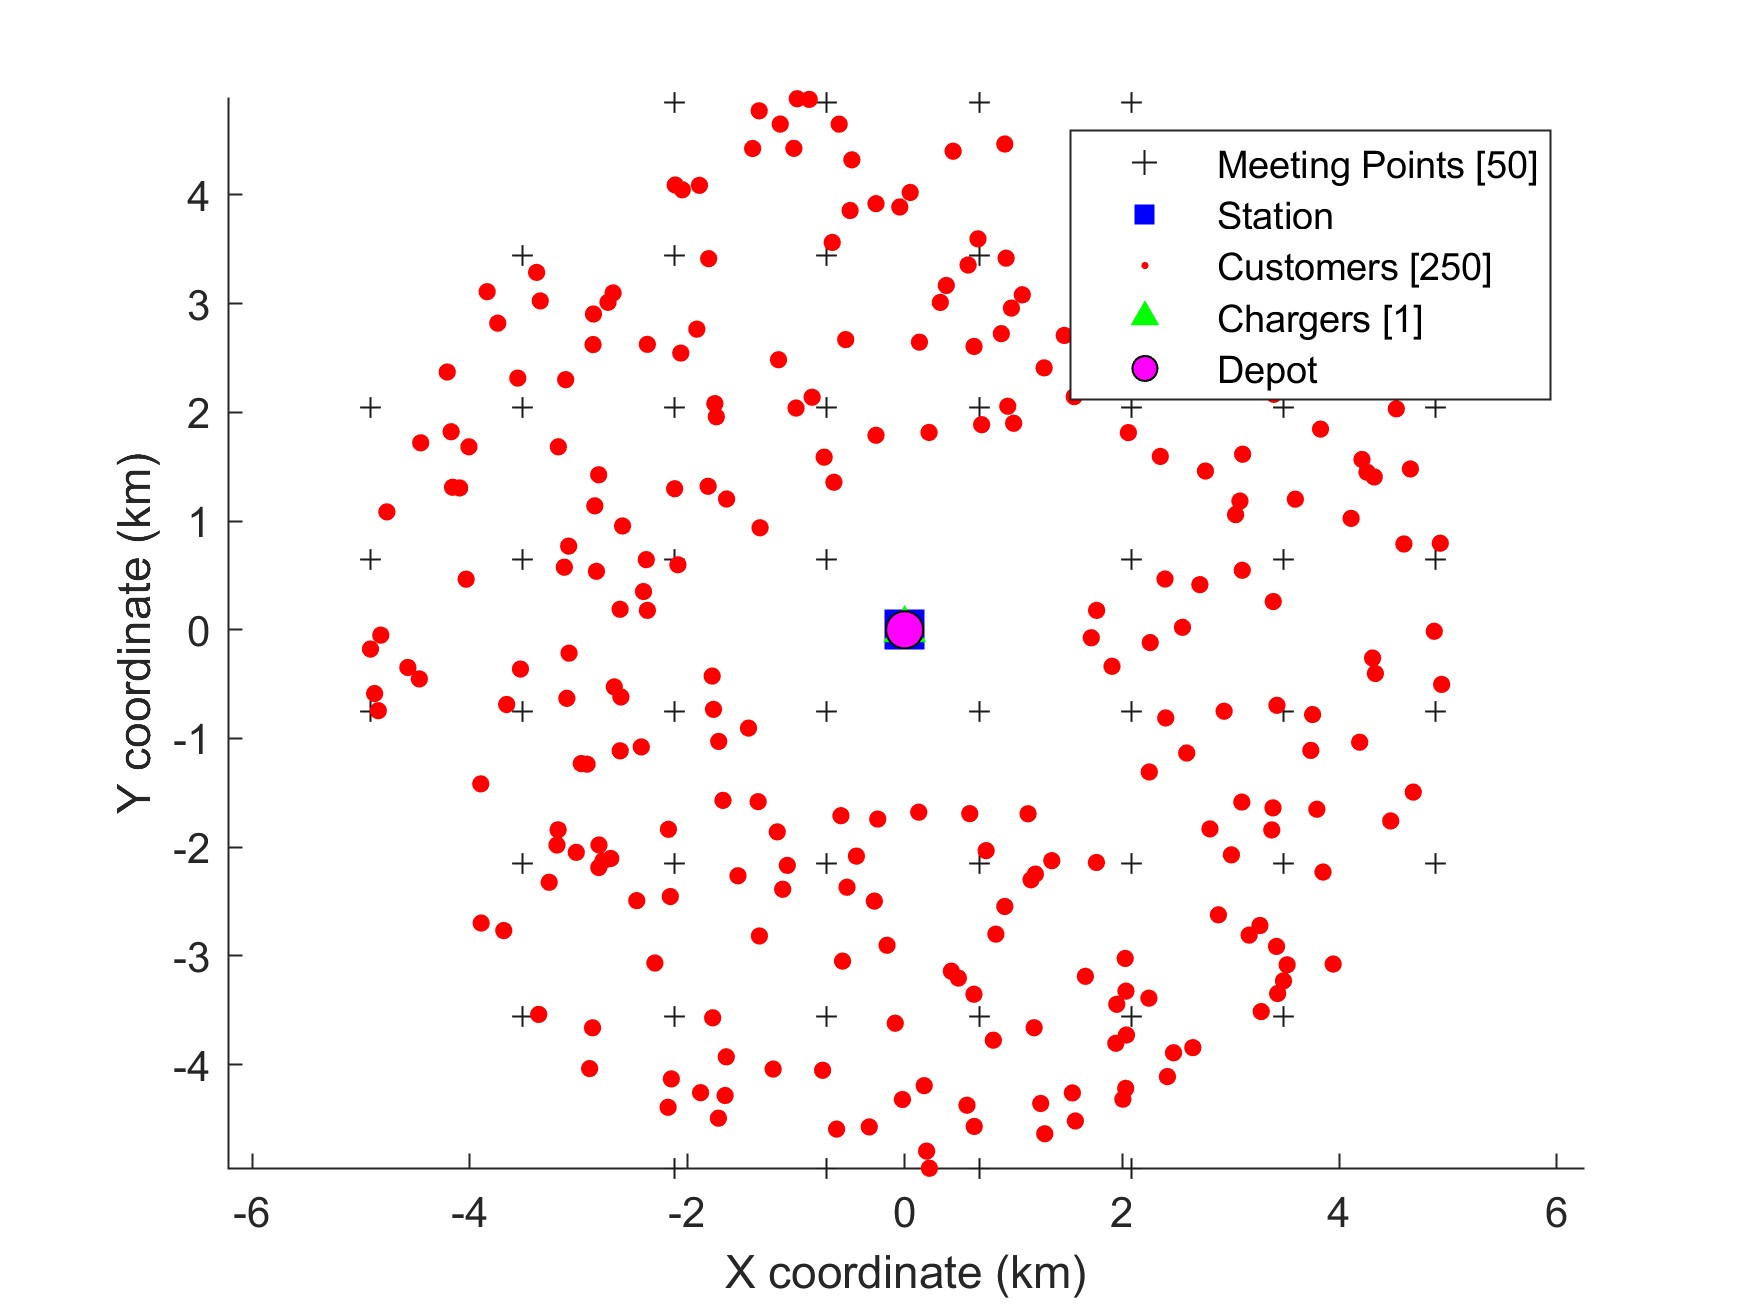 Meeting Points [50]
Station
Customers [250]
Chargers [1]
Depot
Y coordinate (km)
4
3
2
1
0
-1
-2
-3
-4
-6
-4
-2
0
2
4
6
X coordinate (km)